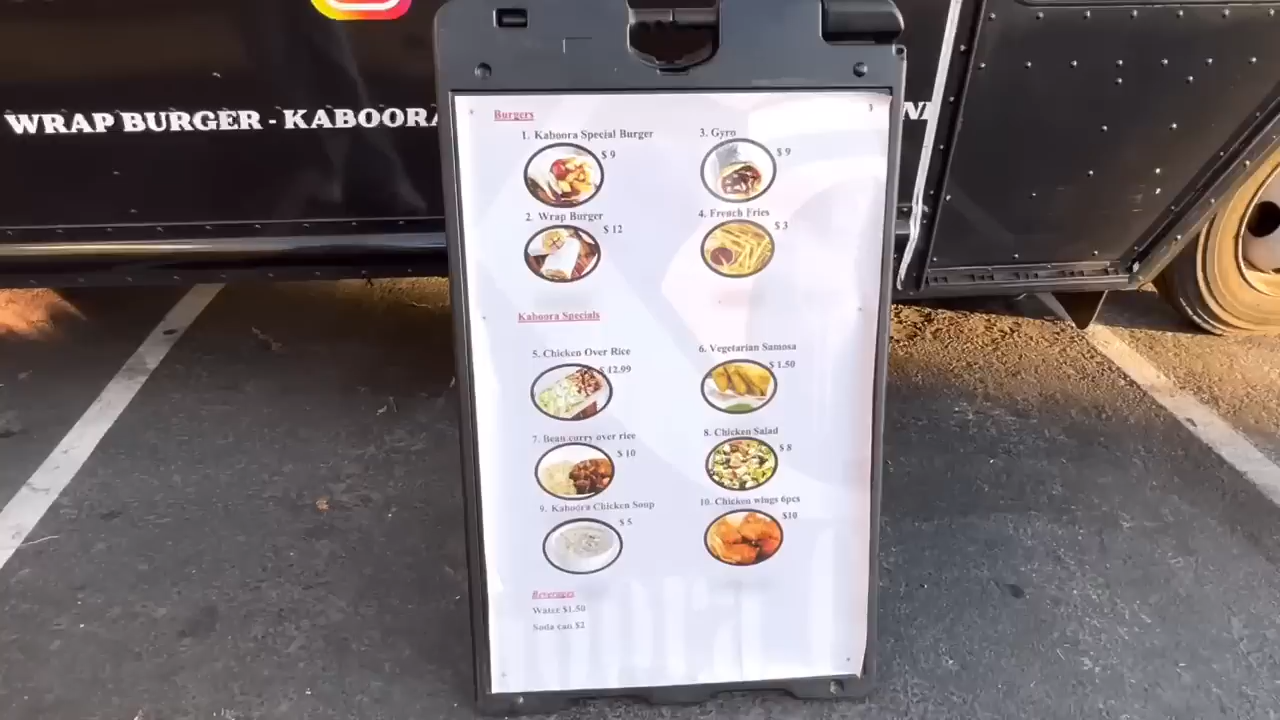 WRAP BURGER - KABOORA
Burgers
1. Kaboora Special Burger
$ 9
3. Gyro
$ 9
2. Wrap Burger
$ 12
4. French Fries
$ 3
Kaboora Specials
5. Chicken Over Rice
$ 12.99
6. Vegetarian Samosa
$ 1.50
7. Bean curry over rice
$ 10
8. Chicken Salad
$ 8
9. Kaboora Chicken Soup
$ 5
10. Chicken wings 6pcs
$10
Beverages
Water $1.50
Soda can $2